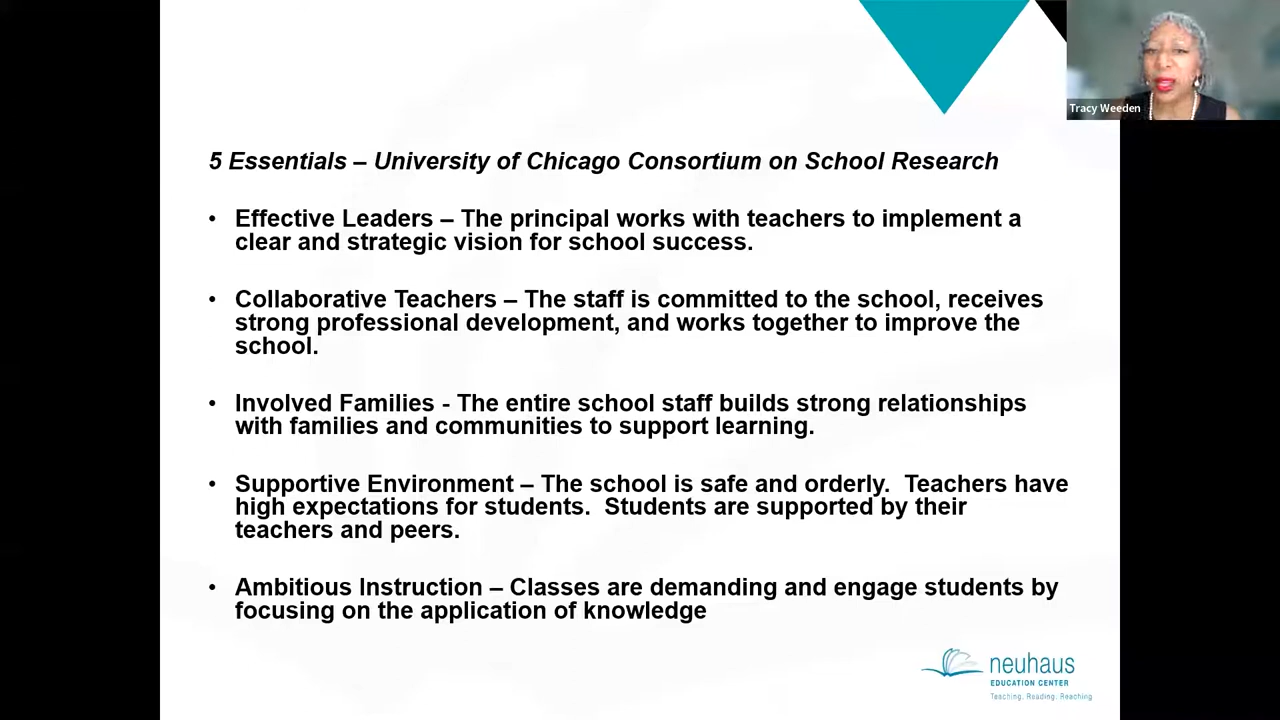 Tracy Weeden
5 Essentials – University of Chicago Consortium on School Research
• Effective Leaders – The principal works with teachers to implement a
clear and strategic vision for school success.
• Collaborative Teachers – The staff is committed to the school, receives
strong professional development, and works together to improve the
school.
• Involved Families - The entire school staff builds strong relationships
with families and communities to support learning.
• Supportive Environment – The school is safe and orderly.  Teachers have
high expectations for students.  Students are supported by their
teachers and peers.
• Ambitious Instruction – Classes are demanding and engage students by
focusing on the application of knowledge
neuhaus
EDUCATION CENTER
Teaching. Reading. Reaching